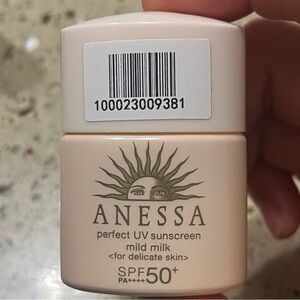 100023009381
ANESSA
perfect UV sunscreen
mild milk
<for delicate skin>
SPF50+
PA++++